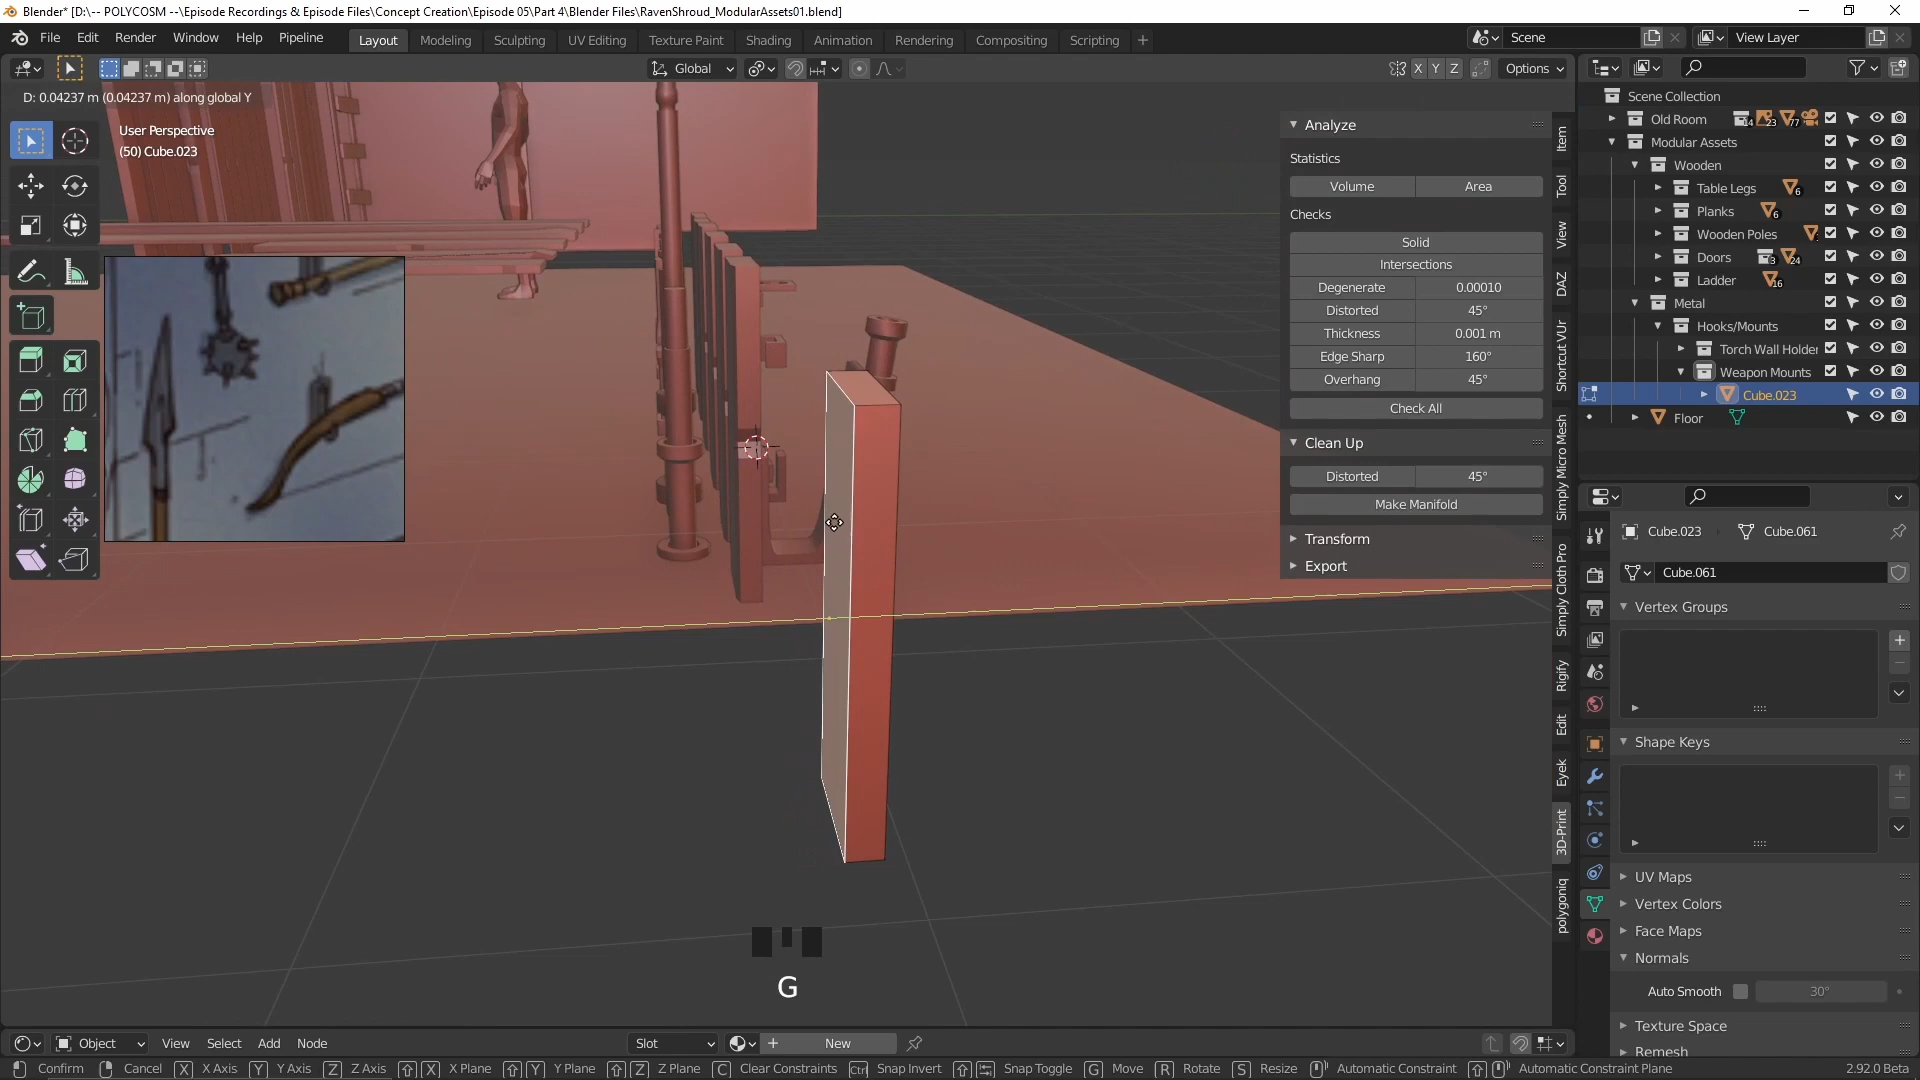 Blender* [D:\-- POLYCOSM --\Episode Recordings & Episode Files\Concept Creation\Episode 05\Part 4\Blender Files\RavenShroud_ModularAssets01.blend]
File Edit Render Window Help Pipeline Layout Modeling Sculpting UV Editing Texture Paint Shading Animation Rendering Compositing Scripting + Scene View Layer
Global X Y Z Options
D: 0.04237 m (0.04237 m) along global Y
User Perspective
(50) Cube.023
Analyze
Statistics
Volume Area
Checks
Solid
Intersections
Degenerate 0.00010
Distorted 45°
Thickness 0.001 m
Edge Sharp 160°
Overhang 45°
Check All
Clean Up
Distorted 45°
Make Manifold
Transform
Export
Item
Tool
View
DAZ
Shortcut VUr
Simply Micro Mesh
Simply Cloth Pro
Rigify
Edit
Eyek
3D-Print
polygoniq
Scene Collection
Old Room 14 23 77
Modular Assets
Wooden
Table Legs 6
Planks 6
Wooden Poles
Doors 3 24
Ladder 16
Metal
Hooks/Mounts
Torch Wall Holder
Weapon Mounts
Cube.023
Floor
Cube.023 Cube.061
Cube.061
Vertex Groups
Shape Keys
UV Maps
Vertex Colors
Face Maps
Normals
Auto Smooth 30°
Texture Space
Remesh
G
Object View Select Add Node Slot New
Confirm Cancel X X Axis Y Y Axis Z Z Axis X X Plane Y Y Plane Z Z Plane C Clear Constraints Ctrl Snap Invert Snap Toggle G Move R Rotate S Resize Automatic Constraint Automatic Constraint Plane 2.92.0 Beta